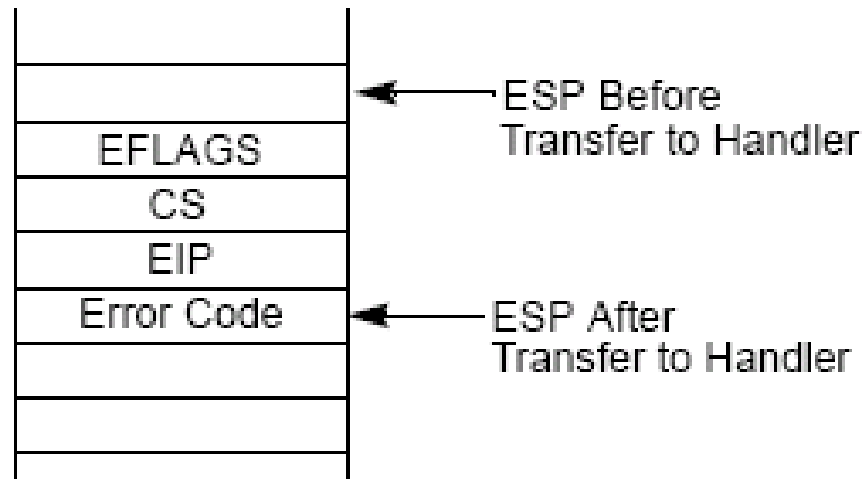 ESP Before
Transfer to Handler
EFLAGS
CS
EIP
Error Code
ESP After
Transfer to Handler